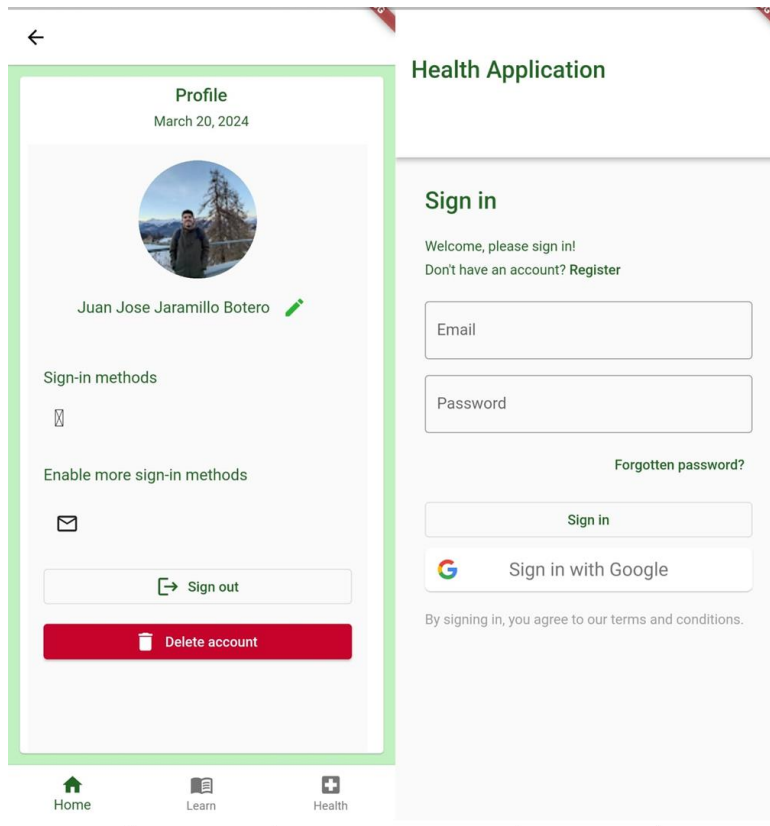 Profile
March 20, 2024
Juan Jose Jaramillo Botero
Sign-in methods
Enable more sign-in methods
Sign out
Delete account
Home
Learn
Health
Health Application
Sign in
Welcome, please sign in!
Don't have an account? Register
Email
Password
Forgotten password?
Sign in
Sign in with Google
By signing in, you agree to our terms and conditions.